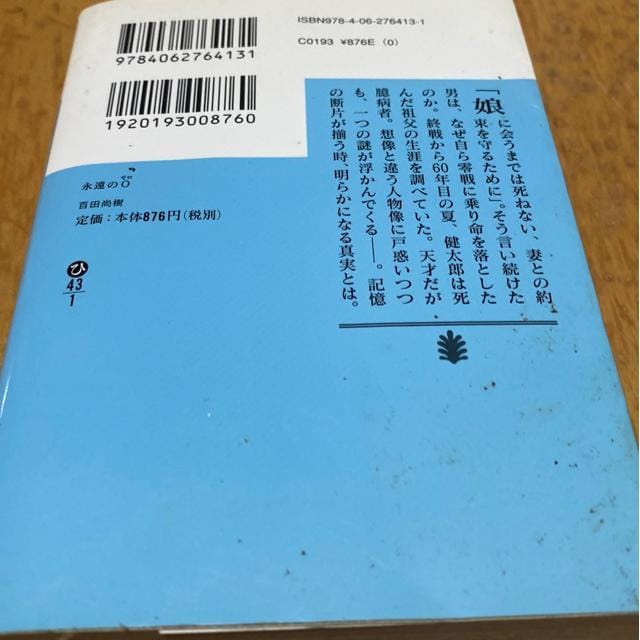 9784062764131
1920193008760
ISBN978-4-06-276413-1
C0193 ¥876E (0)
永遠の0
ゼロ
百田尚樹
定価:本体876円(税別)
ひ
43
1
「娘に会うまでは死ねない、妻との約
束を守るために」。そう言い続けた
男は、なぜ自ら零戦に乗り命を落とした
のか。終戦から60年目の夏、健太郎は死
んだ祖父の生涯を調べていた。天才だが
臆病者。想像と違う人物像に戸惑いつつ
も、一つの謎が浮かんでくる――。記憶
の断片が揃う時、明らかになる真実とは。